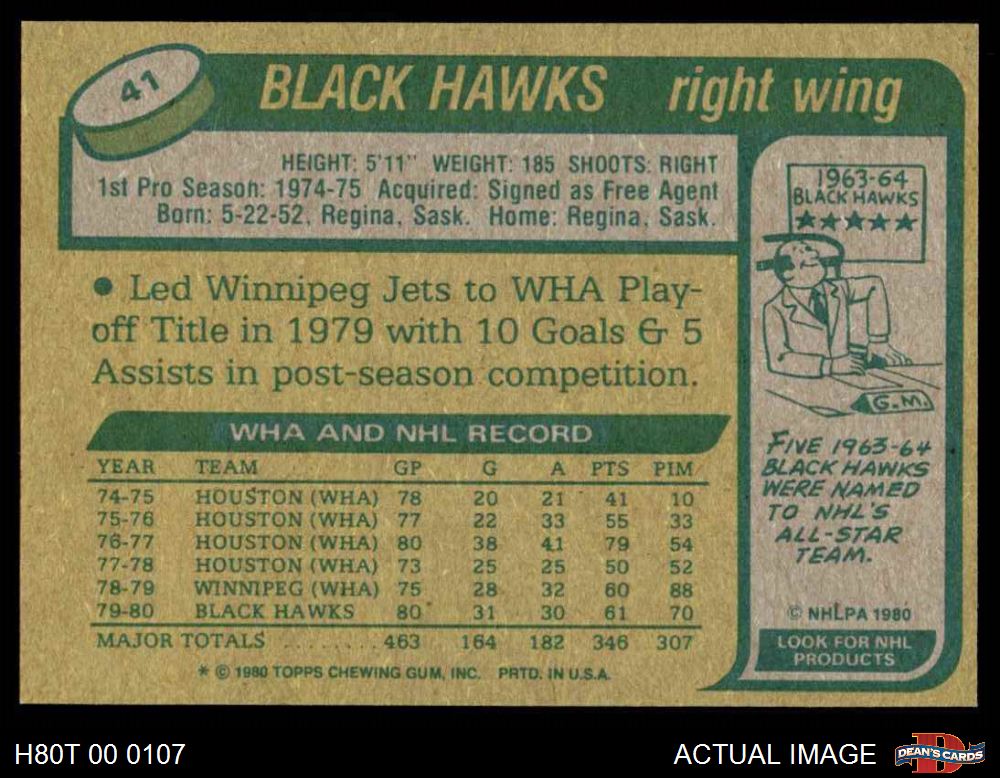 41
BLACK HAWKS right wing
HEIGHT: 5'11" WEIGHT: 185 SHOOTS: RIGHT
1st Pro Season: 1974-75 Acquired: Signed as Free Agent
Born: 5-22-52, Regina, Sask. Home: Regina, Sask.
● Led Winnipeg Jets to WHA Play-
off Title in 1979 with 10 Goals & 5
Assists in post-season competition.
WHA AND NHL RECORD
YEAR TEAM GP G A PTS PIM
74-75 HOUSTON (WHA) 78 20 21 41 10
75-76 HOUSTON (WHA) 77 22 33 55 33
76-77 HOUSTON (WHA) 80 38 41 79 54
77-78 HOUSTON (WHA) 73 25 25 50 52
78-79 WINNIPEG (WHA) 75 28 32 60 88
79-80 BLACK HAWKS 80 31 30 61 70
MAJOR TOTALS ......... 463 164 182 346 307
* © 1980 TOPPS CHEWING GUM, INC. PRTD. IN U.S.A.
1963-64
BLACK HAWKS
★★★★★
G.M.
FIVE 1963-64
BLACK HAWKS
WERE NAMED
TO NHL'S
ALL-STAR
TEAM.
© NHLPA 1980
LOOK FOR NHL
PRODUCTS
H80T 00 0107
ACTUAL IMAGE
D
DEAN'S CARDS